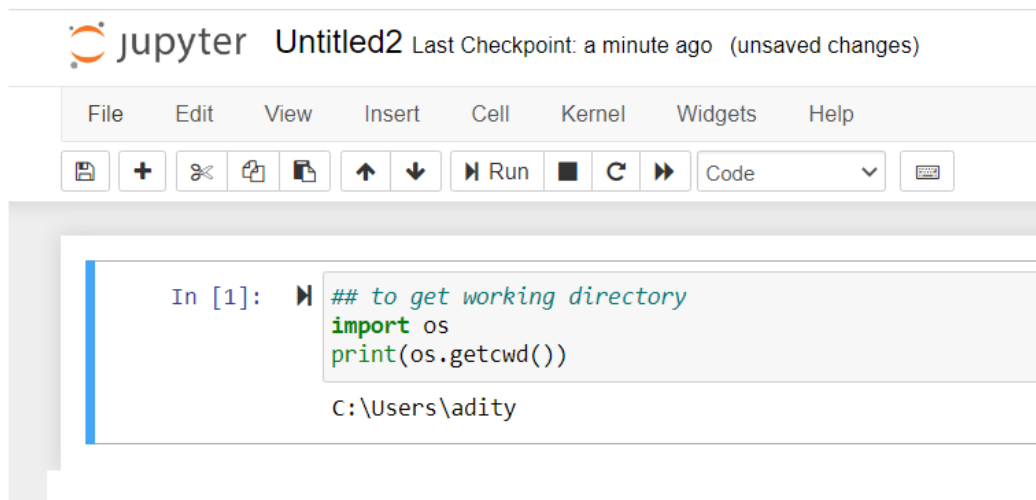 jupyter Untitled2 Last Checkpoint: a minute ago (unsaved changes)
File Edit View Insert Cell Kernel Widgets Help
Run Code
In [1]: ## to get working directory
import os
print(os.getcwd())
C:\Users\adity